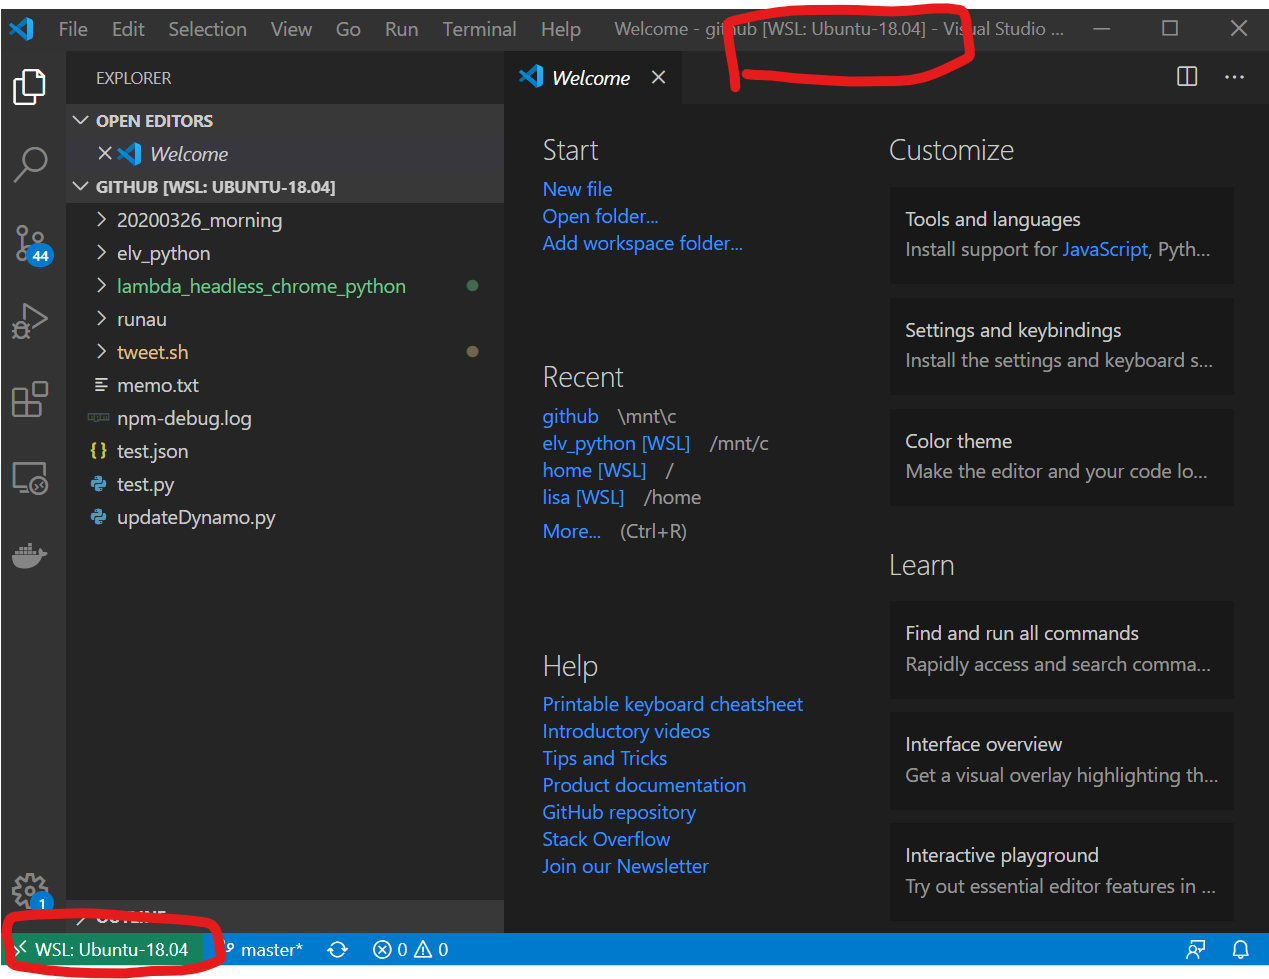 File Edit Selection View Go Run Terminal Help Welcome - github [WSL: Ubuntu-18.04] - Visual Studio ...
EXPLORER
OPEN EDITORS
Welcome
GITHUB [WSL: UBUNTU-18.04]
20200326_morning
elv_python
lambda_headless_chrome_python
runau
tweet.sh
memo.txt
npm npm-debug.log
{} test.json
test.py
updateDynamo.py
OUTLINE
44
1
Welcome
Start
New file
Open folder...
Add workspace folder...
Recent
github \mnt\c
elv_python [WSL] /mnt/c
home [WSL] /
lisa [WSL] /home
More... (Ctrl+R)
Help
Printable keyboard cheatsheet
Introductory videos
Tips and Tricks
Product documentation
GitHub repository
Stack Overflow
Join our Newsletter
Customize
Tools and languages
Install support for JavaScript, Pyth...
Settings and keybindings
Install the settings and keyboard s...
Color theme
Make the editor and your code lo...
Learn
Find and run all commands
Rapidly access and search comma...
Interface overview
Get a visual overlay highlighting th...
Interactive playground
Try out essential editor features in ...
WSL: Ubuntu-18.04 master* 0 0